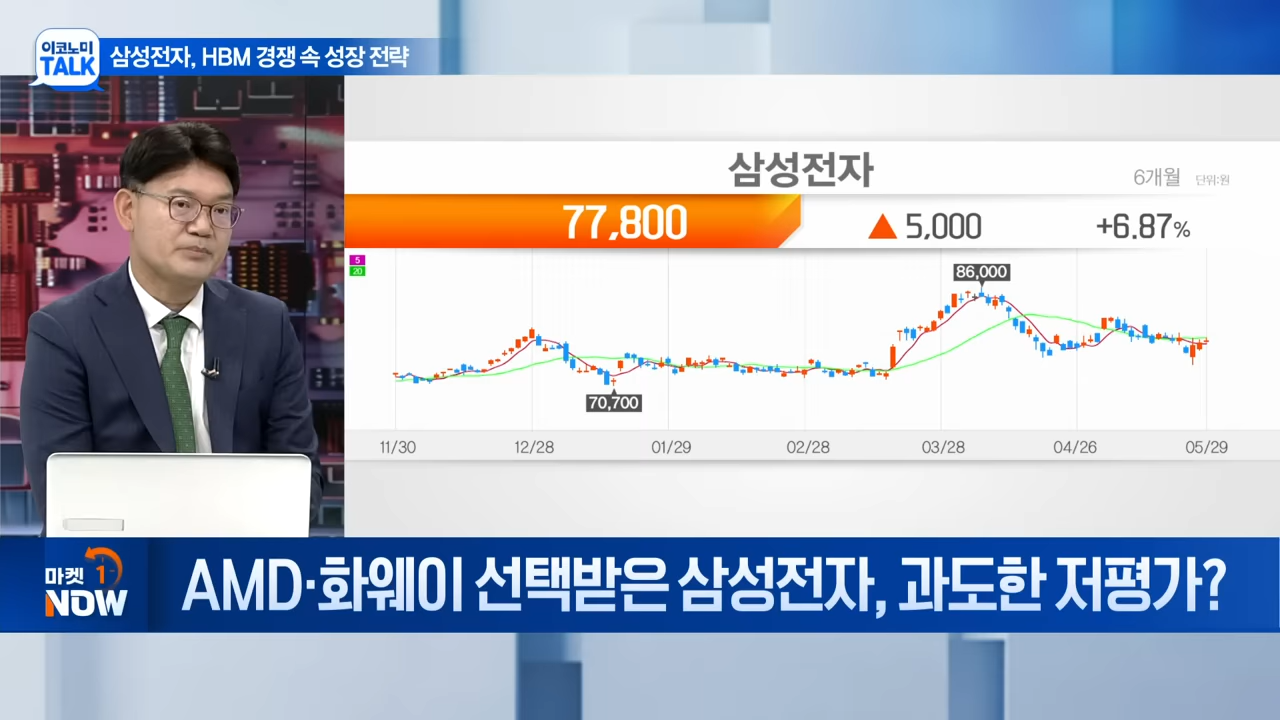 이코노미
TALK
삼성전자, HBM 경쟁 속 성장 전략
삼성전자
6개월 단위:원
77,800 ▲ 5,000 +6.87%
5
20
86,000
70,700
11/30 12/28 01/29 02/28 03/28 04/26 05/29
마켓 1
NOW
AMD·화웨이 선택받은 삼성전자, 과도한 저평가?